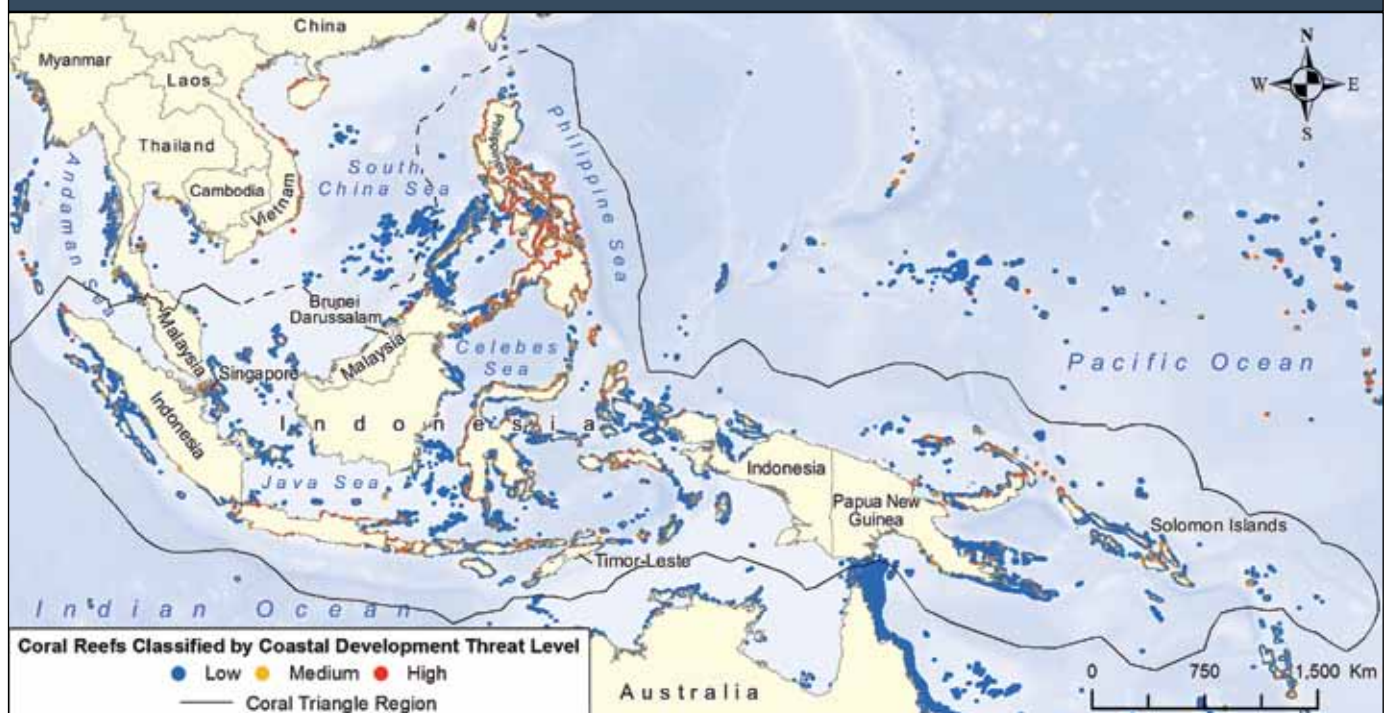 China
Myanmar
Laos
N
W E
S
Thailand
South
China Sea
Philippines
Philippine Sea
Cambodia
Vietnam
Andaman Sea
Brunei
Darussalam
Malaysia
Malaysia
Celebes
Sea
Singapore
Pacific Ocean
Indonesia
Indonesia
Indonesia
Java Sea
Papua New
Guinea
Solomon Islands
Timor-Leste
Indian Ocean
Coral Reefs Classified by Coastal Development Threat Level
Low Medium High
Coral Triangle Region
Australia
0 750 1,500 Km